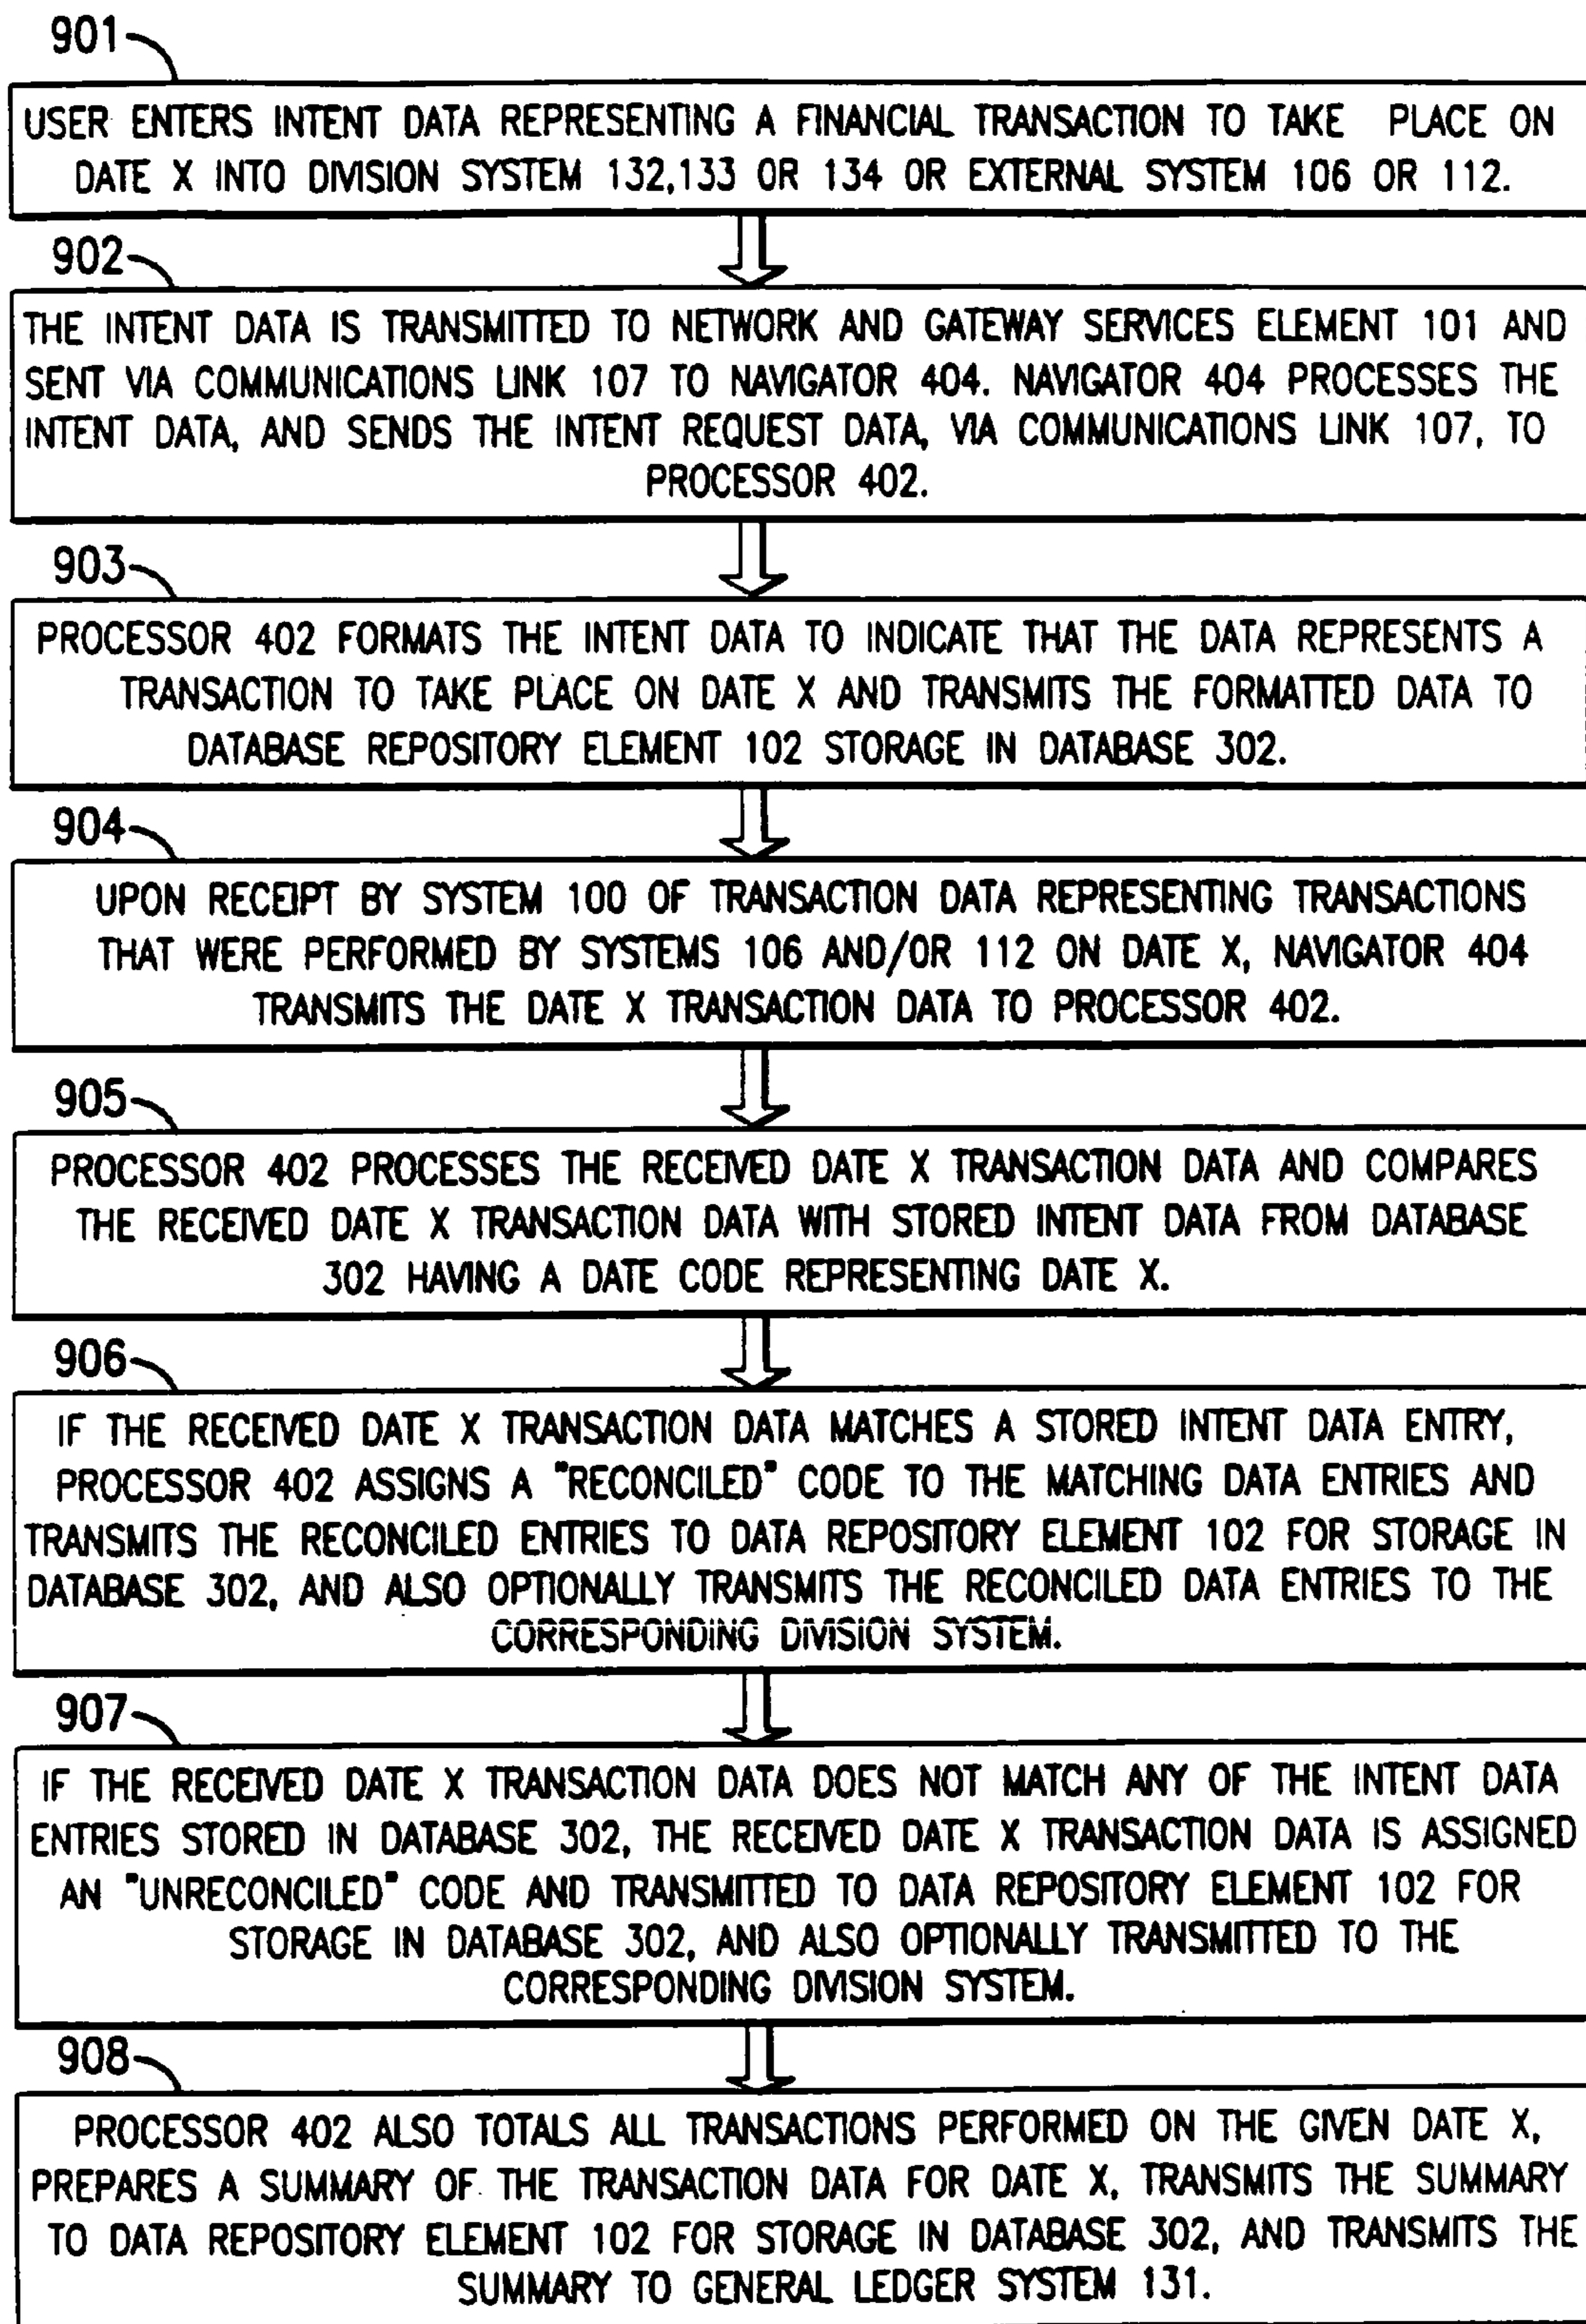 901
USER ENTERS INTENT DATA REPRESENTING A FINANCIAL TRANSACTION TO TAKE PLACE ON
DATE X INTO DIVISION SYSTEM 132,133 OR 134 OR EXTERNAL SYSTEM 106 OR 112.
902
THE INTENT DATA IS TRANSMITTED TO NETWORK AND GATEWAY SERVICES ELEMENT 101 AND
SENT VIA COMMUNICATIONS LINK 107 TO NAVIGATOR 404. NAVIGATOR 404 PROCESSES THE
INTENT DATA, AND SENDS THE INTENT REQUEST DATA, VIA COMMUNICATIONS LINK 107, TO
PROCESSOR 402.
903
PROCESSOR 402 FORMATS THE INTENT DATA TO INDICATE THAT THE DATA REPRESENTS A
TRANSACTION TO TAKE PLACE ON DATE X AND TRANSMITS THE FORMATTED DATA TO
DATABASE REPOSITORY ELEMENT 102 STORAGE IN DATABASE 302.
904
UPON RECEIPT BY SYSTEM 100 OF TRANSACTION DATA REPRESENTING TRANSACTIONS
THAT WERE PERFORMED BY SYSTEMS 106 AND/OR 112 ON DATE X, NAVIGATOR 404
TRANSMITS THE DATE X TRANSACTION DATA TO PROCESSOR 402.
905
PROCESSOR 402 PROCESSES THE RECEIVED DATE X TRANSACTION DATA AND COMPARES
THE RECEIVED DATE X TRANSACTION DATA WITH STORED INTENT DATA FROM DATABASE
302 HAVING A DATE CODE REPRESENTING DATE X.
906
IF THE RECEIVED DATE X TRANSACTION DATA MATCHES A STORED INTENT DATA ENTRY,
PROCESSOR 402 ASSIGNS A "RECONCILED" CODE TO THE MATCHING DATA ENTRIES AND
TRANSMITS THE RECONCILED ENTRIES TO DATA REPOSITORY ELEMENT 102 FOR STORAGE IN
DATABASE 302, AND ALSO OPTIONALLY TRANSMITS THE RECONCILED DATA ENTRIES TO THE
CORRESPONDING DIVISION SYSTEM.
907
IF THE RECEIVED DATE X TRANSACTION DATA DOES NOT MATCH ANY OF THE INTENT DATA
ENTRIES STORED IN DATABASE 302, THE RECEIVED DATE X TRANSACTION DATA IS ASSIGNED
AN "UNRECONCILED" CODE AND TRANSMITTED TO DATA REPOSITORY ELEMENT 102 FOR
STORAGE IN DATABASE 302, AND ALSO OPTIONALLY TRANSMITTED TO THE
CORRESPONDING DIVISION SYSTEM.
908
PROCESSOR 402 ALSO TOTALS ALL TRANSACTIONS PERFORMED ON THE GIVEN DATE X,
PREPARES A SUMMARY OF THE TRANSACTION DATA FOR DATE X, TRANSMITS THE SUMMARY
TO DATA REPOSITORY ELEMENT 102 FOR STORAGE IN DATABASE 302, AND TRANSMITS THE
SUMMARY TO GENERAL LEDGER SYSTEM 131.